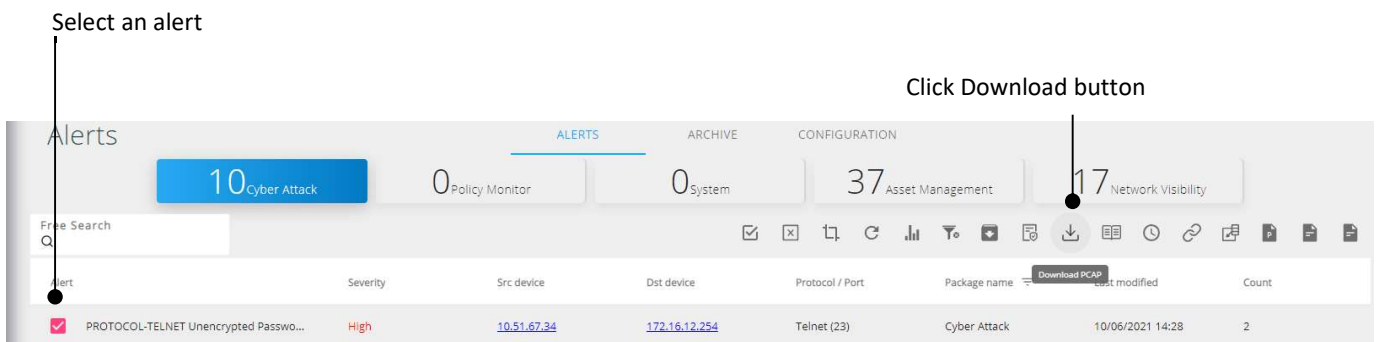 Select an alert
Click Download button
Alerts
ALERTS ARCHIVE CONFIGURATION
10 Cyber Attack 0 Policy Monitor 0 System 37 Asset Management 17 Network Visibility
Free Search
Download PCAP
Alert Severity Src device Dst device Protocol / Port Package name Last modified Count
PROTOCOL-TELNET Unencrypted Passwo... High 10.51.67.34 172.16.12.254 Telnet (23) Cyber Attack 10/06/2021 14:28 2